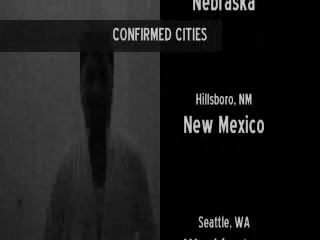 Nebraska
CONFIRMED CITIES
Hillsboro, NM
New Mexico
Seattle, WA